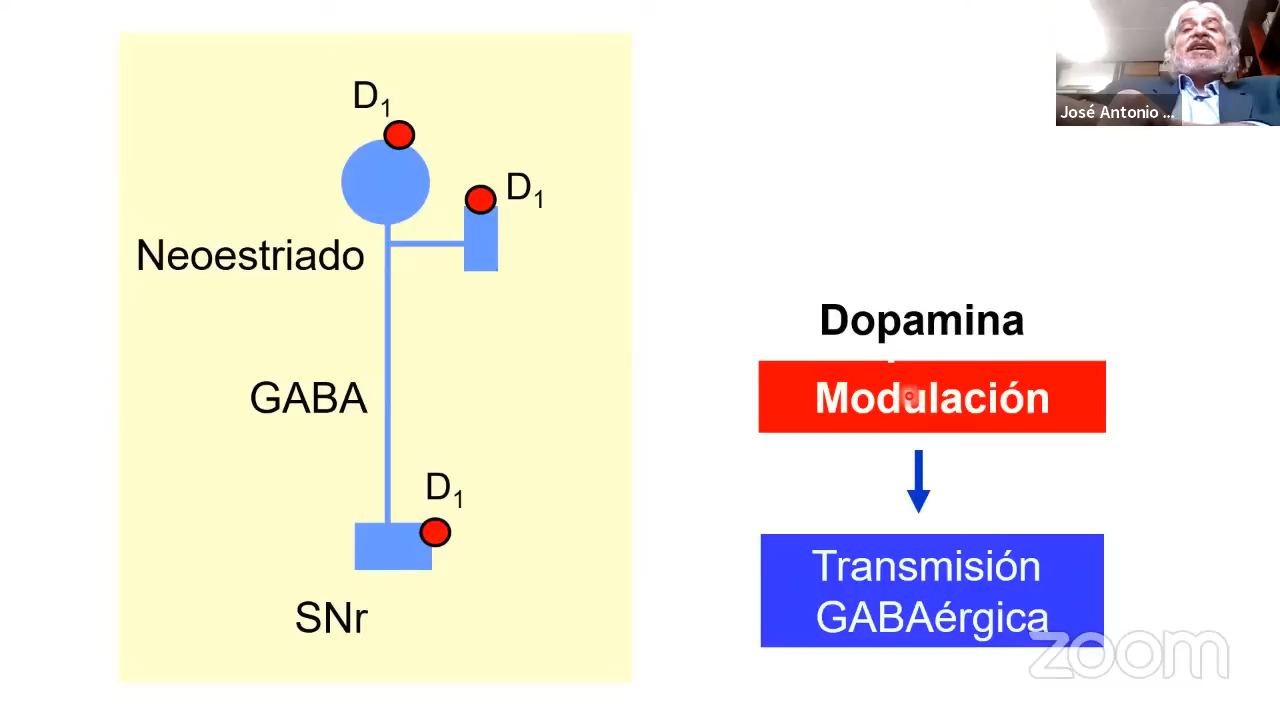 D1
D1
Neoestriado
GABA
D1
SNr
Dopamina
Modulación
Transmisión
GABAérgica
José Antonio ...
zoom